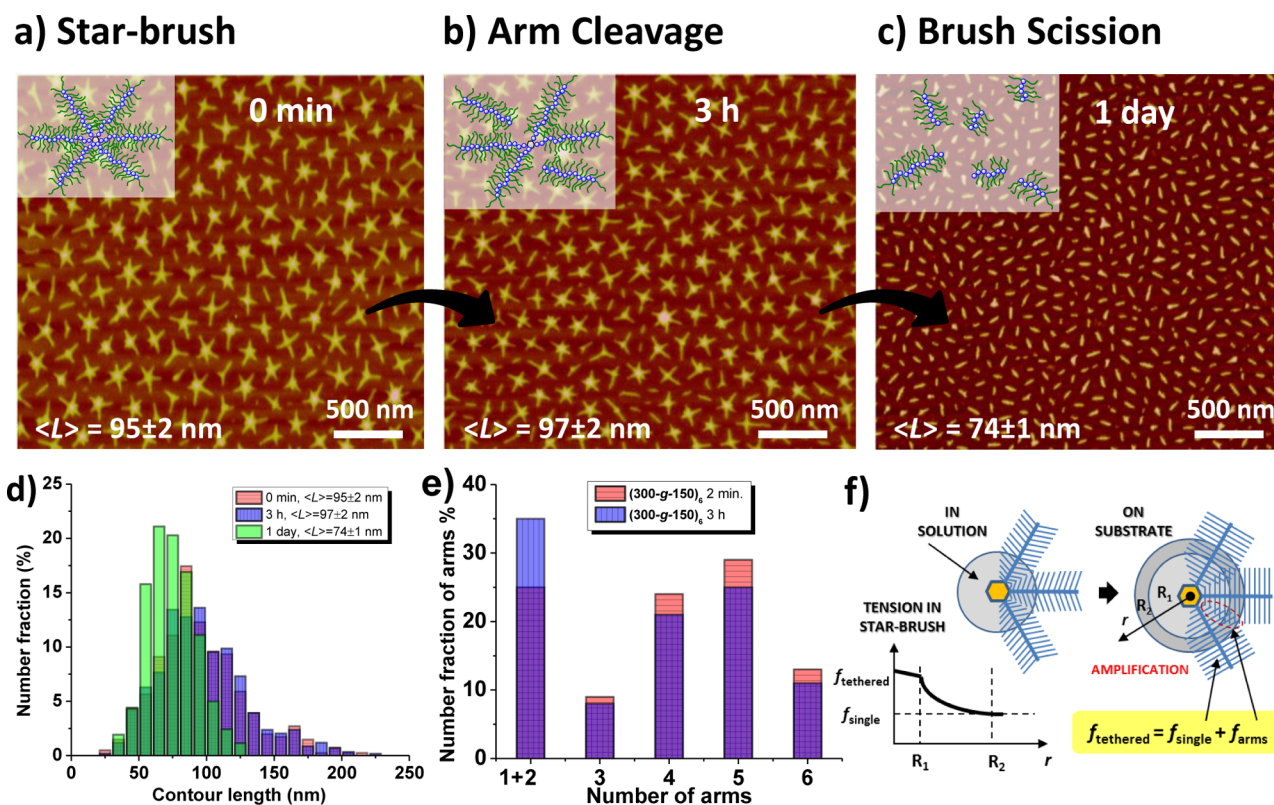 a) Star-brush
b) Arm Cleavage
c) Brush Scission
0 min
3 h
1 day
500 nm
500 nm
500 nm
<L> = 95±2 nm
<L> = 97±2 nm
<L> = 74±1 nm
d)
Number fraction (%)
25
20
15
10
5
0
0 min, <L>=95±2 nm
3 h, <L>=97±2 nm
1 day, <L>=74±1 nm
0 50 100 150 200 250
Contour length (nm)
e)
Number fraction of arms %
40
30
20
10
0
(300-g-150)₆ 2 min.
(300-g-150)₆ 3 h
1+2 3 4 5 6
Number of arms
f)
IN
SOLUTION
ON
SUBSTRATE
R₁
R₂
r
TENSION IN
STAR-BRUSH
AMPLIFICATION
f tethered
f single
R₁ R₂ r
f tethered = f single + f arms